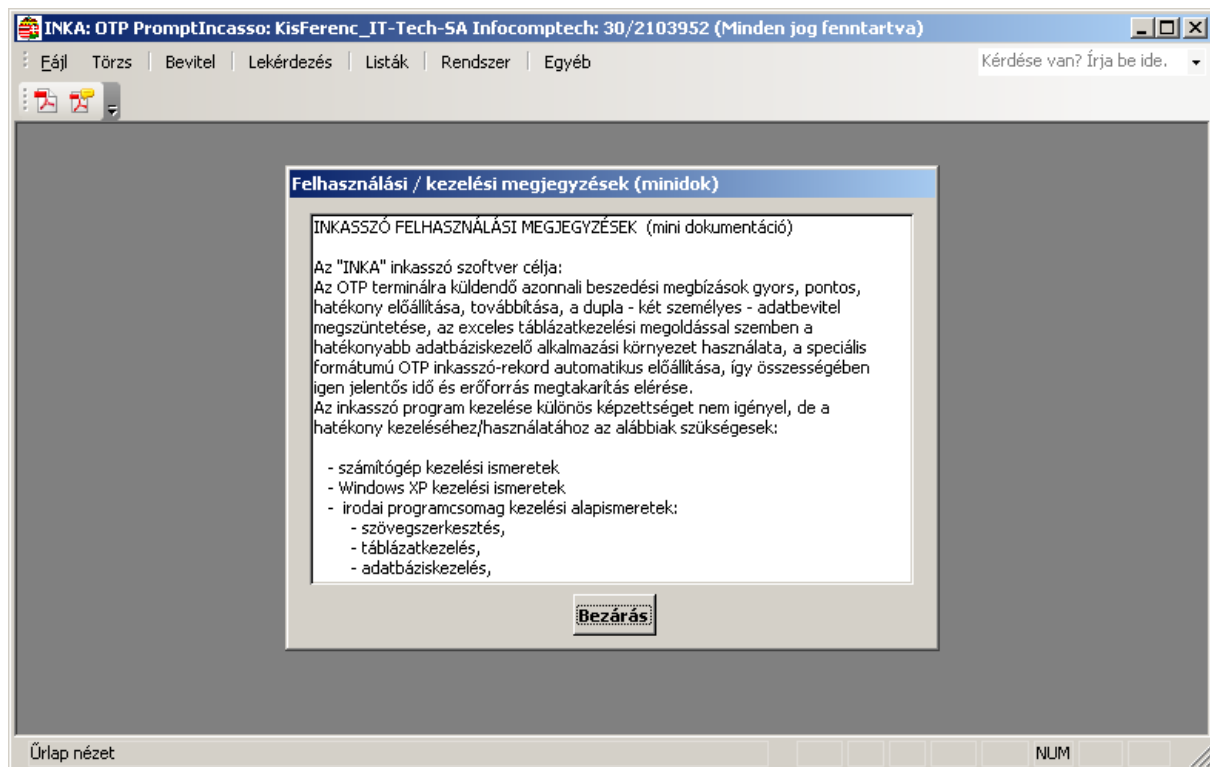 INKA: OTP PromptIncasso: KisFerenc_IT-Tech-SA Infocomptech: 30/2103952 (Minden jog fenntartva)
Fájl Törzs Bevitel Lekérdezés Listák Rendszer Egyéb Kérdése van? Írja be ide.
Felhasználási / kezelési megjegyzések (minidok)
INKASSZÓ FELHASZNÁLÁSI MEGJEGYZÉSEK (mini dokumentáció)
Az "INKA" inkasszó szoftver célja:
Az OTP terminálra küldendő azonnali beszedési megbízások gyors, pontos,
hatékony előállítása, továbbítása, a dupla - két személyes - adatbevitel
megszüntetése, az exceles táblázatkezelési megoldással szemben a
hatékonyabb adatbáziskezelő alkalmazási környezet használata, a speciális
formátumú OTP inkasszó-rekord automatikus előállítása, így összességében
igen jelentős idő és erőforrás megtakarítás elérése.
Az inkasszó program kezelése különös képzettséget nem igényel, de a
hatékony kezeléséhez/használatához az alábbiak szükségesek:
- számítógép kezelési ismeretek
- Windows XP kezelési ismeretek
- irodai programcsomag kezelési alapismeretek:
- szövegszerkesztés,
- táblázatkezelés,
- adatbáziskezelés,
Bezárás
Űrlap nézet NUM